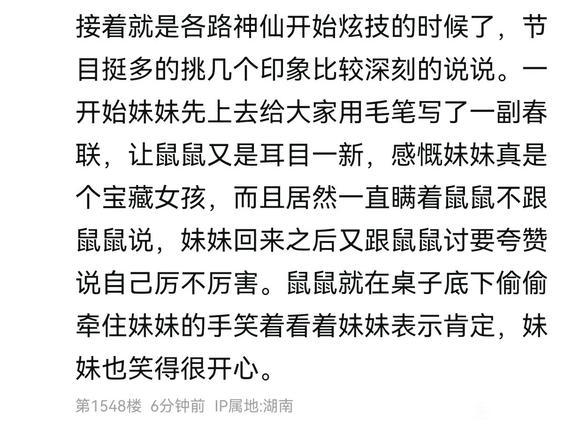 接着就是各路神仙开始炫技的时候了，节
目挺多的挑几个印象比较深刻的说说。一
开始妹妹先上去给大家用毛笔写了一副春
联，让鼠鼠又是耳目一新，感慨妹妹真是
个宝藏女孩，而且居然一直瞒着鼠鼠不跟
鼠鼠说，妹妹回来之后又跟鼠鼠讨要夸赞
说自己厉不厉害。鼠鼠就在桌子底下偷偷
牵住妹妹的手笑着看着妹妹表示肯定，妹
妹也笑得很开心。
第1548楼 6分钟前 IP属地:湖南